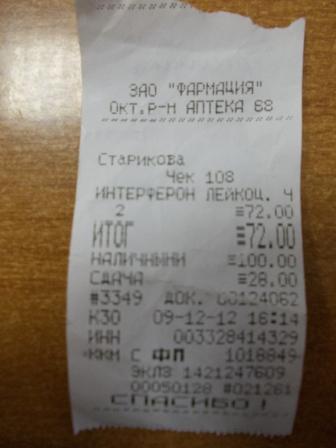 ЗАО "ФАРМАЦИЯ"
Окт.р-н АПТЕКА 68
Старикова
Чек 108
ИНТЕРФЕРОН ЛЕЙКОЦ. Ч
2 ≡72.00
ИТОГ ≡72.00
НАЛИЧНЫМИ ≡100.00
СДАЧА ≡28.00
#3349 ДОК. 00124062
К30 09-12-12 16:14
ИНН 003328414329
ККМ С ФП 1018849
ЭКЛЗ 1421247609
00050128 #021261
СПАСИБО!